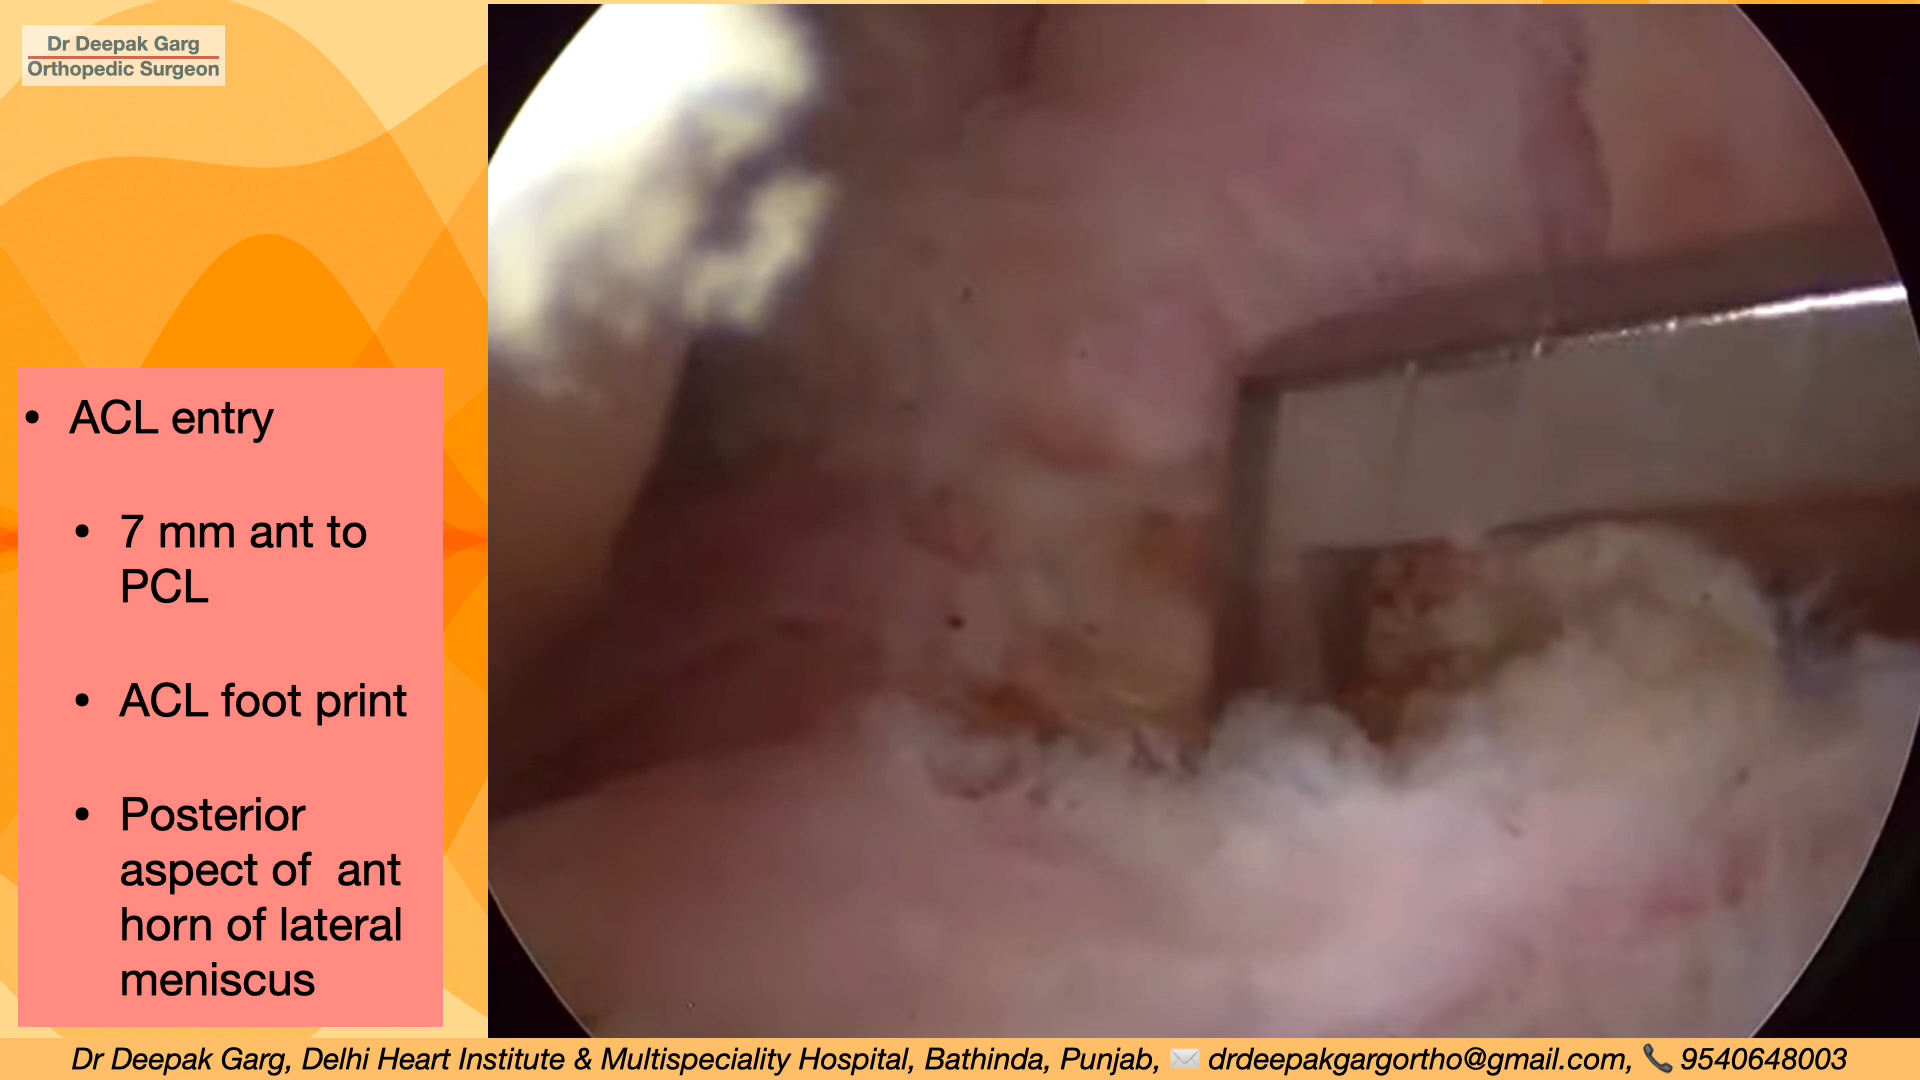 Dr Deepak Garg
Orthopedic Surgeon
• ACL entry
• 7 mm ant to
PCL
• ACL foot print
• Posterior
aspect of ant
horn of lateral
meniscus
Dr Deepak Garg, Delhi Heart Institute & Multispeciality Hospital, Bathinda, Punjab, ✉️ drdeepakgargortho@gmail.com, 📞 9540648003